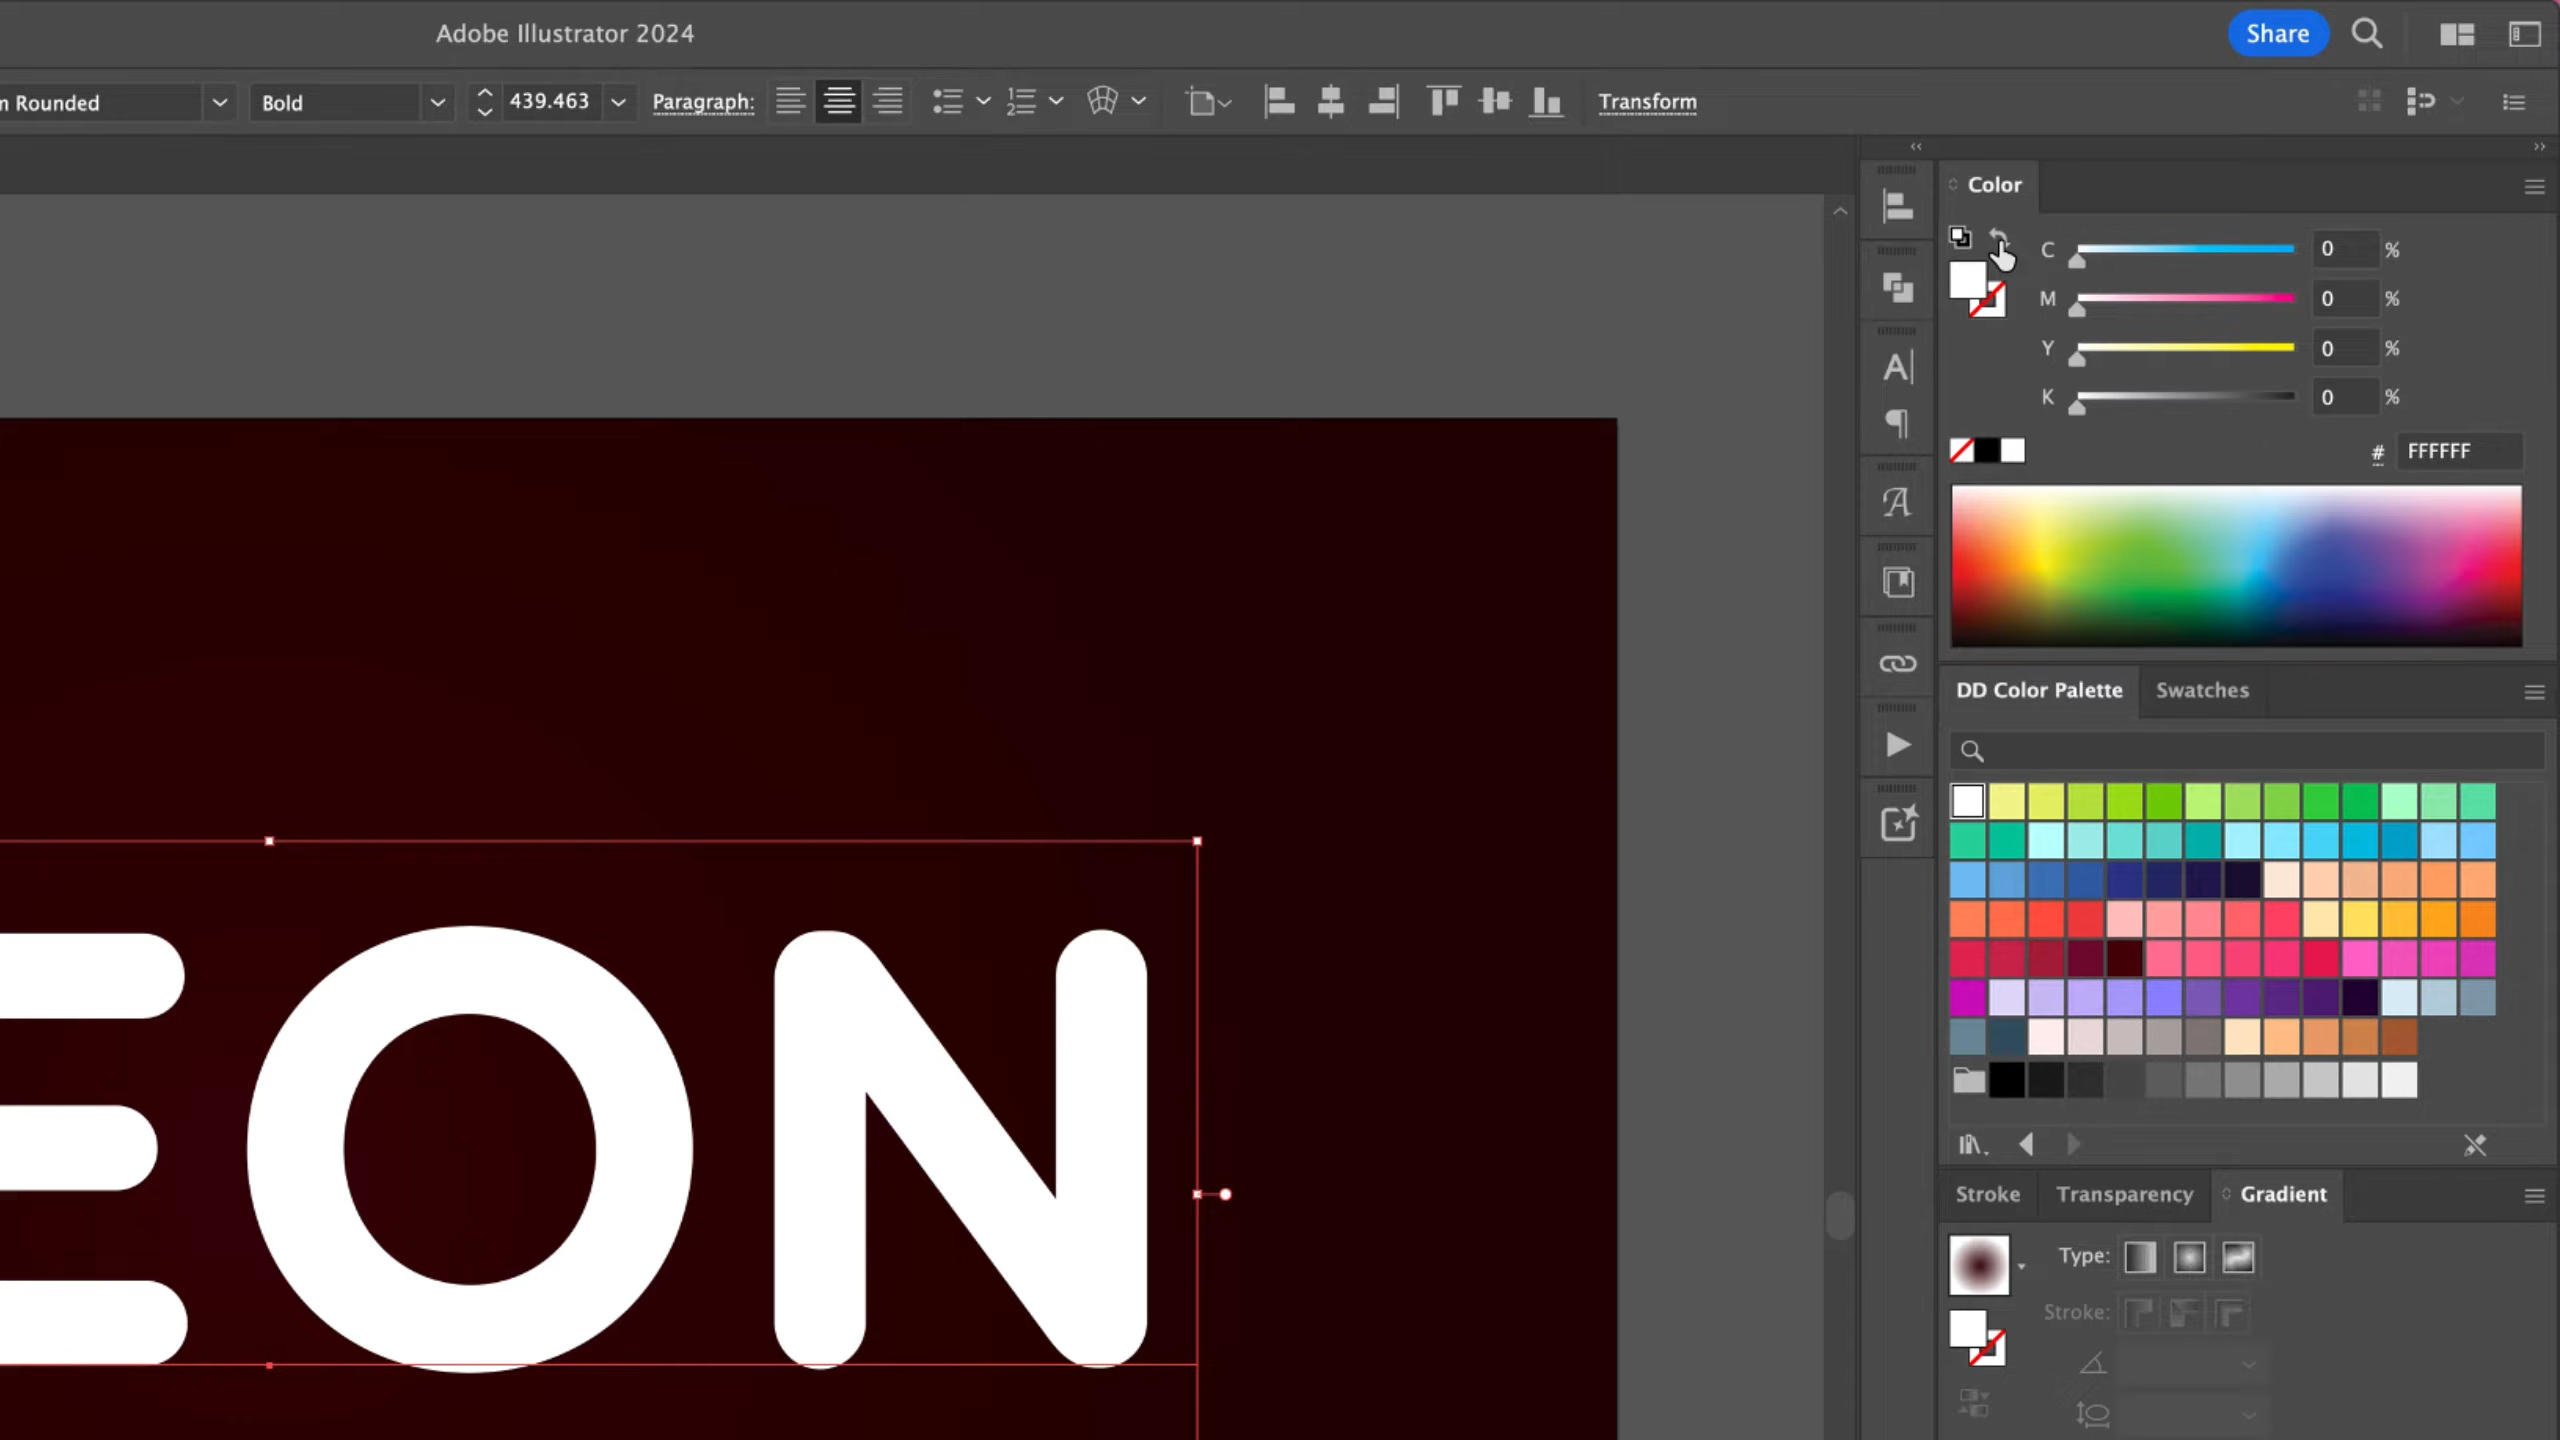 Adobe Illustrator 2024
Share
m Rounded
Bold
439.463
Paragraph:
Transform
Color
C 0 %
M 0 %
Y 0 %
K 0 %
# FFFFFF
DD Color Palette
Swatches
EON
Stroke
Transparency
Gradient
Type:
Stroke: